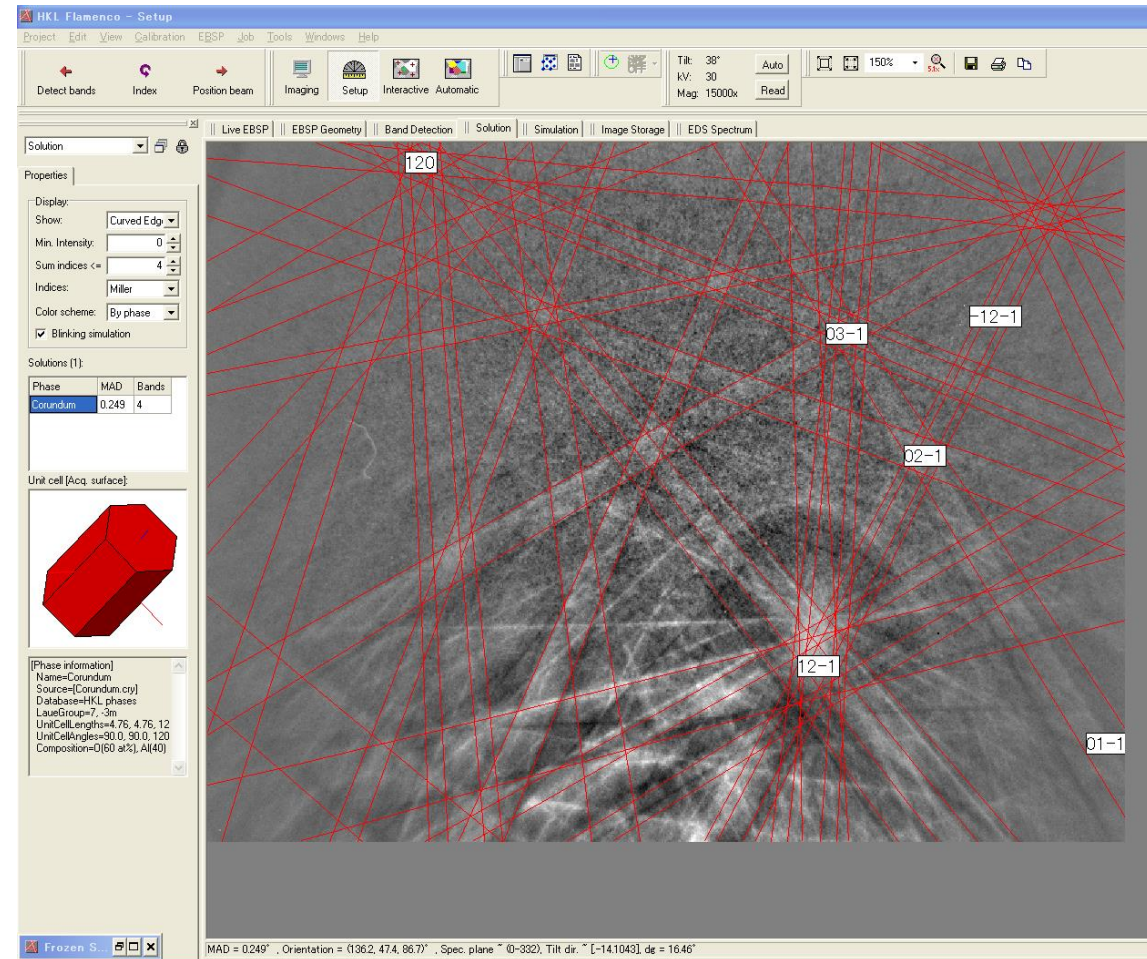 HKL Flamenco - Setup
Project Edit View Calibration EBSP Job Tools Windows Help
Detect bands Index Position beam Imaging Setup Interactive Automatic
Tilt: 38° Auto
kV: 30
Mag: 15000x Read
150%
5.1x
Live EBSP EBSP Geometry Band Detection Solution Simulation Image Storage EDS Spectrum
Solution
Properties
Display:
Show: Curved Edg
Min. Intensity: 0
Sum indices <= 4
Indices: Miller
Color scheme: By phase
Blinking simulation
Solutions (1):
Phase MAD Bands
Corundum 0.249 4
Unit cell [Acq. surface]:
[Phase information]
Name=Corundum
Source=[Corundum.cry]
Database=HKL phases
LaueGroup=7, -3m
UnitCellLengths=4.76, 4.76, 12
UnitCellAngles=90.0, 90.0, 120
Composition=O(60 at%), Al(40)
120
-12-1
03-1
02-1
12-1
01-1
Frozen S...
MAD = 0.249° , Orientation = (136.2, 47.4, 86.7)° , Spec. plane ~ (0-332), Tilt dir. ~ [-14.1043], dg = 16.46°